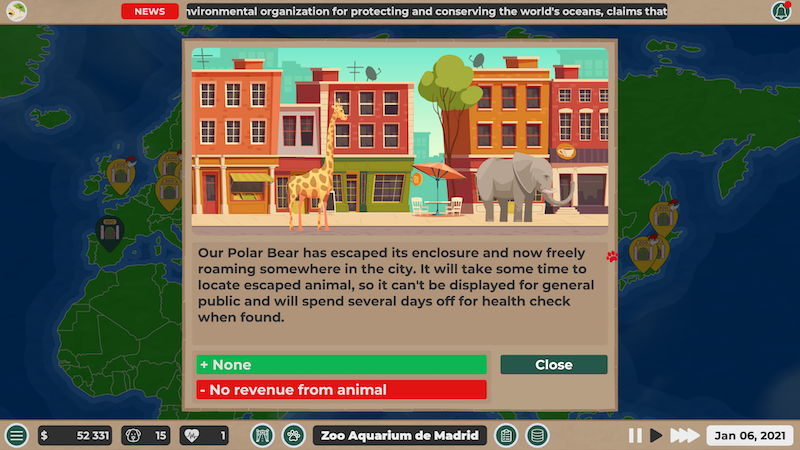 NEWS
nvironmental organization for protecting and conserving the world's oceans, claims that
Our Polar Bear has escaped its enclosure and now freely
roaming somewhere in the city. It will take some time to
locate escaped animal, so it can't be displayed for general
public and will spend several days off for health check
when found.
+ None
Close
- No revenue from animal
$ 52 331
15
1
Zoo Aquarium de Madrid
Jan 06, 2021